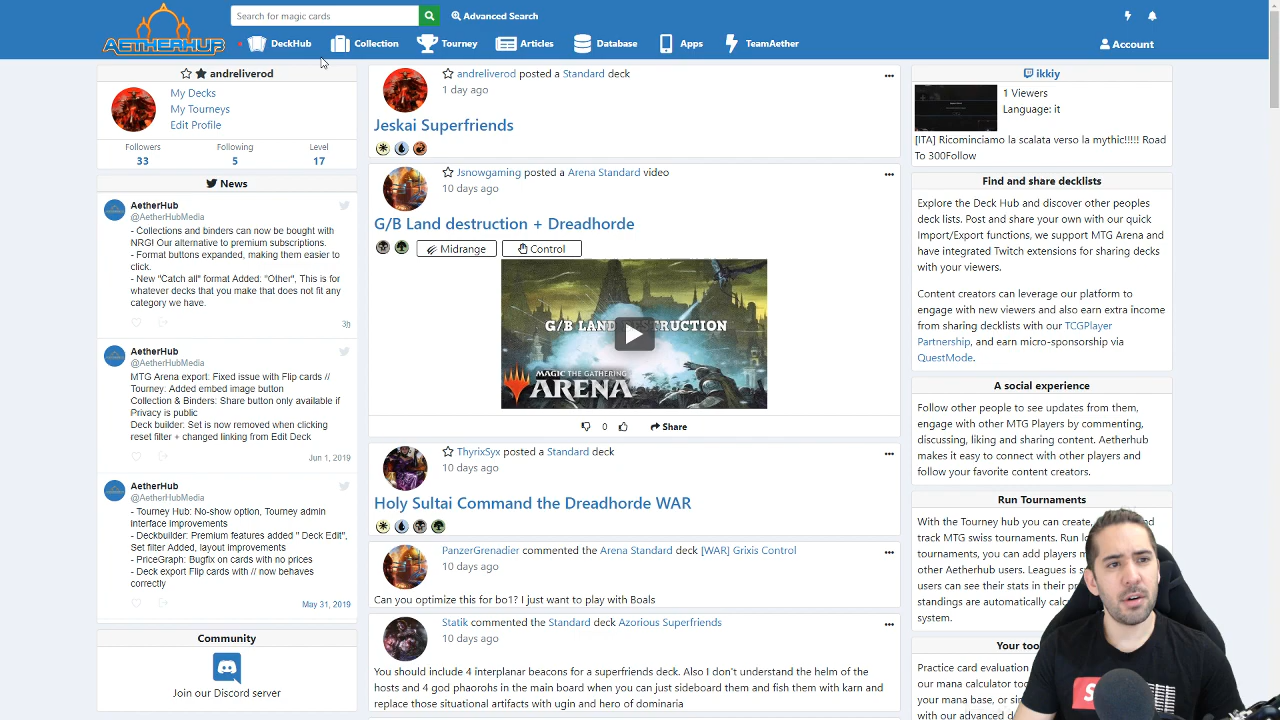 AETHERHUB
Search for magic cards
Advanced Search
DeckHub
Collection
Tourney
Articles
Database
Apps
TeamAether
Account
andreliverod
My Decks
My Tourneys
Edit Profile
Followers Following Level
33 5 17
News
AetherHub
@AetherHubMedia
- Collections and binders can now be bought with
NRG! Our alternative to premium subscriptions.
- Format buttons expanded, making them easier to
click.
- New "Catch all" format Added: "Other", This is for
whatever decks that you make that does not fit any
category we have.
3h
AetherHub
@AetherHubMedia
MTG Arena export: Fixed issue with Flip cards //
Tourney: Added embed image button
Collection & Binders: Share button only available if
Privacy is public
Deck builder: Set is now removed when clicking
reset filter + changed linking from Edit Deck
Jun 1, 2019
AetherHub
@AetherHubMedia
- Tourney Hub: No-show option, Tourney admin
interface improvements
- Deckbuilder: Premium features added " Deck Edit",
Set filter Added, layout improvements
- PriceGraph: Bugfix on cards with no prices
- Deck export Flip cards with // now behaves
correctly
May 31, 2019
Community
Join our Discord server
andreliverod posted a Standard deck
1 day ago
Jeskai Superfriends
Jsnowgaming posted a Arena Standard video
10 days ago
G/B Land destruction + Dreadhorde
Midrange
Control
G/B LAND DESTRUCTION
MAGIC THE GATHERING
ARENA
0
Share
ThyrixSyx posted a Standard deck
10 days ago
Holy Sultai Command the Dreadhorde WAR
PanzerGrenadier commented the Arena Standard deck [WAR] Grixis Control
10 days ago
Can you optimize this for bo1? I just want to play with Boals
Statik commented the Standard deck Azorious Superfriends
10 days ago
You should include 4 interplanar beacons for a superfriends deck. Also I don't understand the helm of the
hosts and 4 god phaorohs in the main board when you can just sideboard them and fish them with karn and
replace those situational artifacts with ugin and hero of dominaria
ikkiy
1 Viewers
Language: it
[ITA] Ricominciamo la scalata verso la mythic!!!!! Road
To 300Follow
Find and share decklists
Explore the Deck Hub and discover other peoples
deck lists. Post and share your own with our quick
Import/Export functions, we support MTG Arena and
have integrated Twitch extensions for sharing decks
with your viewers.
Content creators can leverage our platform to
engage with new viewers and also earn extra income
from sharing decklists with our TCGPlayer
Partnership, and earn micro-sponsorship via
QuestMode.
A social experience
Follow other people to see updates from them,
engage with other MTG Players by commenting,
discussing, liking and sharing content. Aetherhub
makes it easy to connect with other players and
follow your favorite content creators.
Run Tournaments
With the Tourney hub you can create, and
track MTG swiss tournaments. Run
tournaments, you can add players
other Aetherhub users. Leagues
users can see their stats in their
standings are automatically
system.
Your
Practice card evaluation
our mana calculator
mana base, or
with our advanced